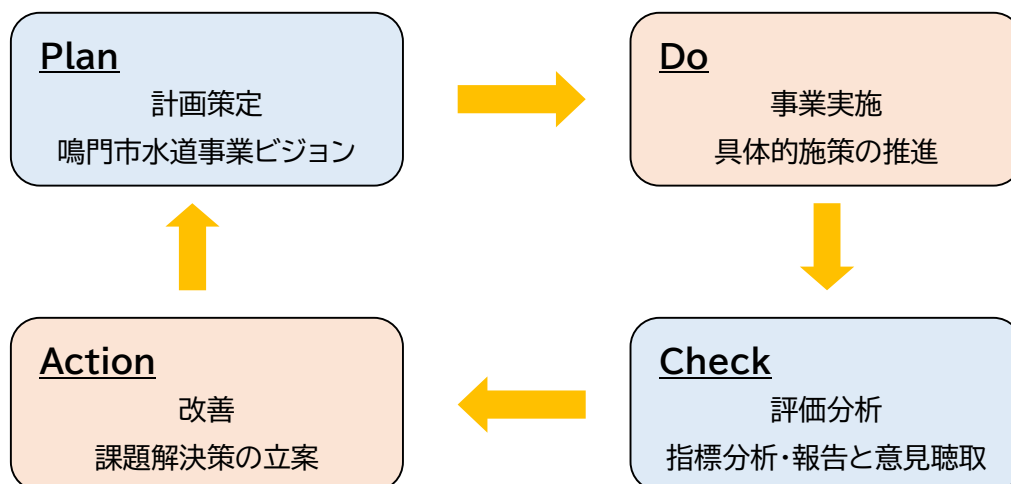 Plan
計画策定
鳴門市水道事業ビジョン
Do
事業実施
具体的施策の推進
Action
改善
課題解決策の立案
Check
評価分析
指標分析・報告と意見聴取